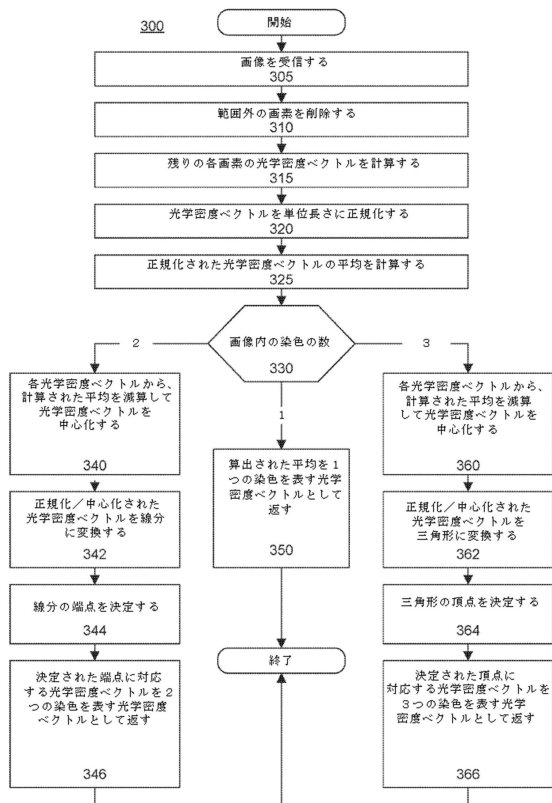 300
開始
画像を受信する
305
範囲外の画素を削除する
310
残りの各画素の光学密度ベクトルを計算する
315
光学密度ベクトルを単位長さに正規化する
320
正規化された光学密度ベクトルの平均を計算する
325
画像内の染色の数
330
2
1
3
各光学密度ベクトルから、
計算された平均を減算して
光学密度ベクトルを
中心化する
340
正規化／中心化された
光学密度ベクトルを線分
に変換する
342
線分の端点を決定する
344
決定された端点に対応
する光学密度ベクトルを２
つの染色を表す光学密度
ベクトルとして返す
346
算出された平均を１
つの染色を表す光学
密度ベクトルとして
返す
350
終了
各光学密度ベクトルから、
計算された平均を減算
して光学密度ベクトルを
中心化する
360
正規化／中心化された
光学密度ベクトルを
三角形に変換する
362
三角形の頂点を決定する
364
決定された頂点に
対応する光学密度ベクトルを
３つの染色を表す光学
密度ベクトルとして返す
366